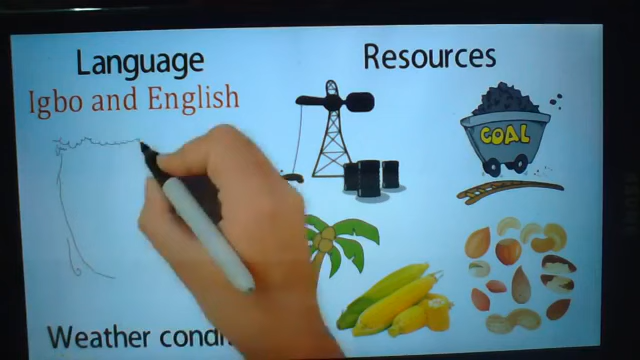 Language
Resources
Igbo and English
COAL
Weather